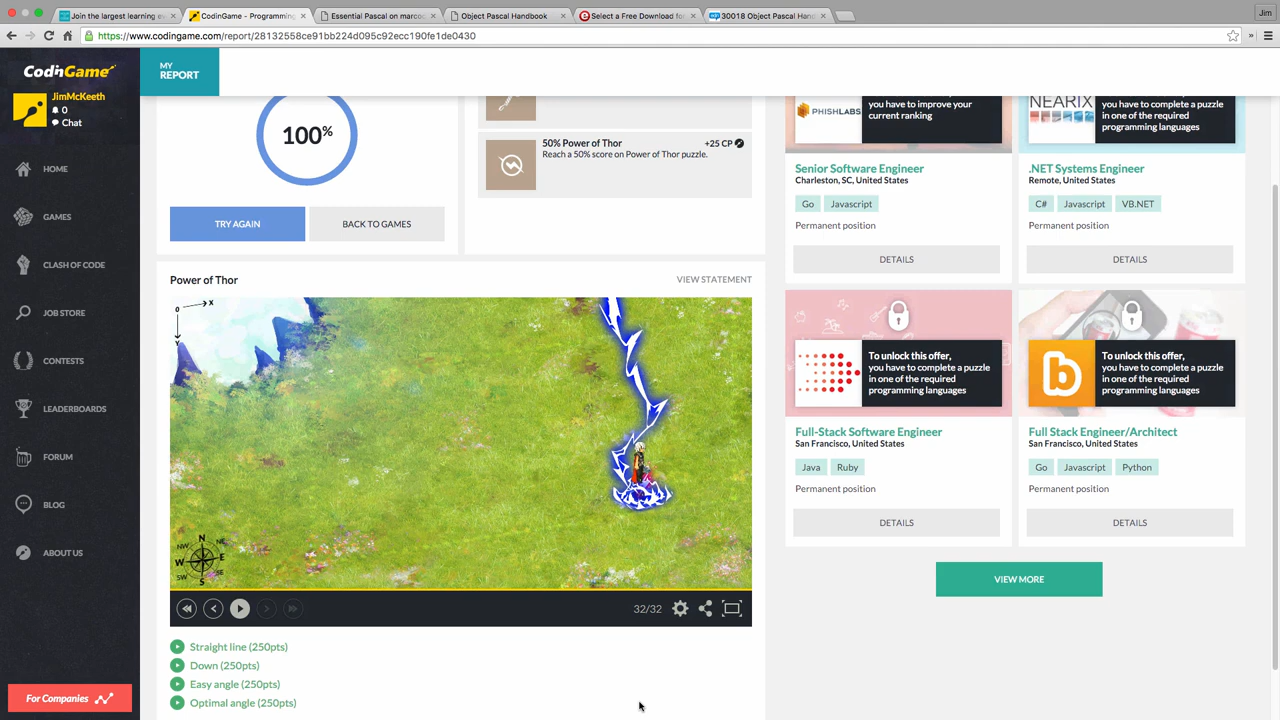 Join the largest learning e
CodinGame - Programming
Essential Pascal on marco
Object Pascal Handbook
Select a Free Download for
30018 Object Pascal Hand
Jim
https://www.codingame.com/report/28132558ce91bb224d095c92ecc190fe1de0430
CodinGame
JimMcKeeth
0
Chat
HOME
GAMES
CLASH OF CODE
JOB STORE
CONTESTS
LEADERBOARDS
FORUM
BLOG
ABOUT US
For Companies
MY
REPORT
100%
TRY AGAIN
BACK TO GAMES
50% Power of Thor
+25 CP
Reach a 50% score on Power of Thor puzzle.
Power of Thor
VIEW STATEMENT
0
X
Y
N
NW
NE
W
E
SW
SE
S
32/32
Straight line (250pts)
Down (250pts)
Easy angle (250pts)
Optimal angle (250pts)
PHISHLABS
you have to improve your
current ranking
Senior Software Engineer
Charleston, SC, United States
Go
Javascript
Permanent position
DETAILS
NEARIX
you have to complete a puzzle
in one of the required
programming languages
.NET Systems Engineer
Remote, United States
C#
Javascript
VB.NET
Permanent position
DETAILS
To unlock this offer,
you have to complete a puzzle
in one of the required
programming languages
Full-Stack Software Engineer
San Francisco, United States
Java
Ruby
Permanent position
DETAILS
b
To unlock this offer,
you have to complete a puzzle
in one of the required
programming languages
Full Stack Engineer/Architect
San Francisco, United States
Go
Javascript
Python
Permanent position
DETAILS
VIEW MORE